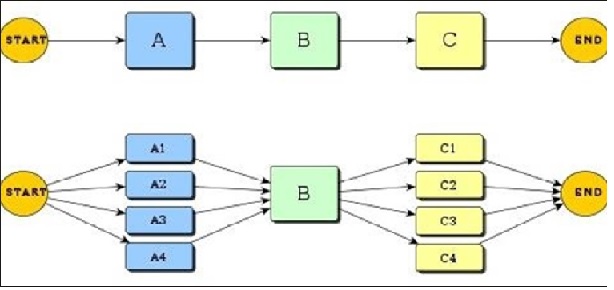 START A B C END
A1 C1
A2 C2
START B END
A3 C3
A4 C4